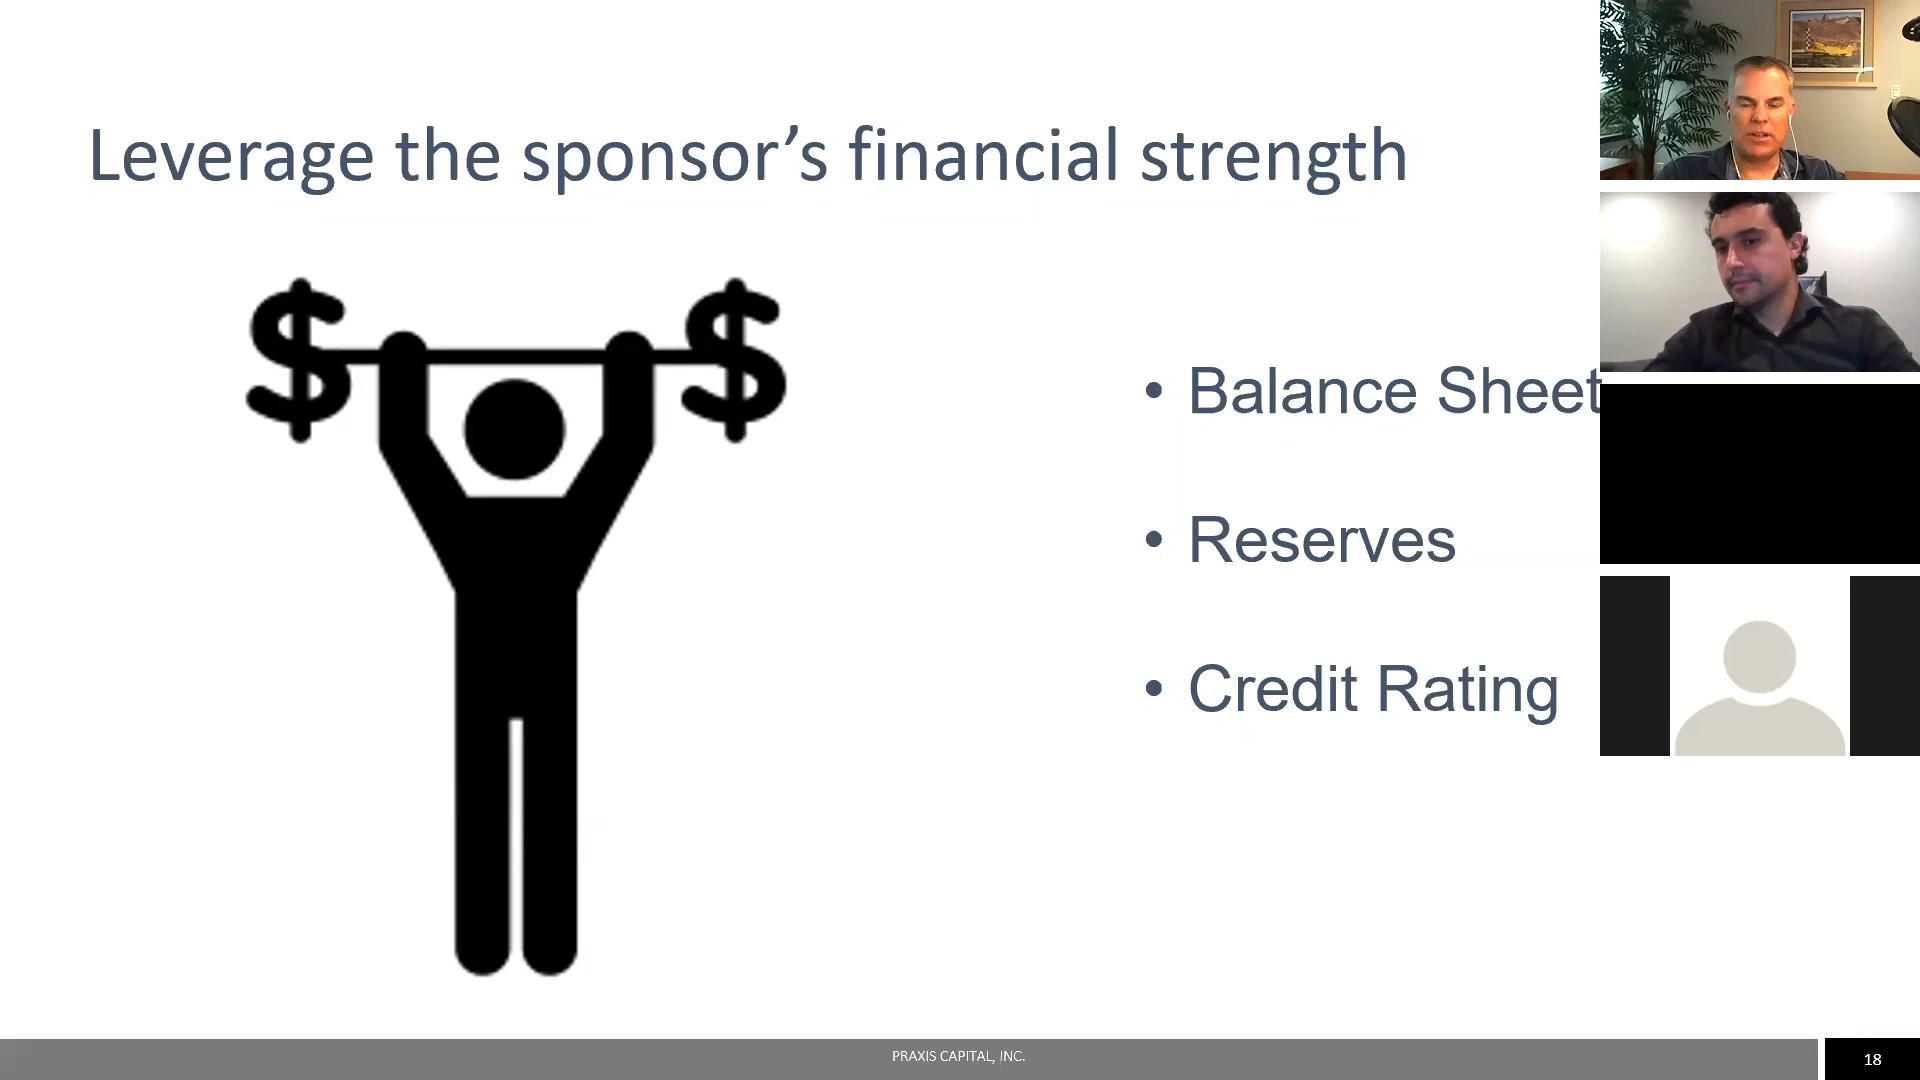 Leverage the sponsor’s financial strength
$ $
• Balance Sheet
• Reserves
• Credit Rating
PRAXIS CAPITAL, INC.
18